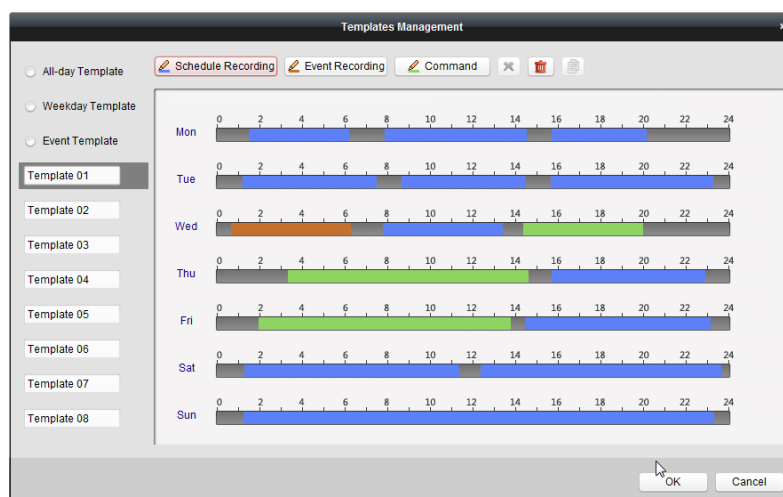 Templates Management
All-day Template
Weekday Template
Event Template
Template 01
Template 02
Template 03
Template 04
Template 05
Template 06
Template 07
Template 08
Schedule Recording Event Recording Command
0 2 4 6 8 10 12 14 16 18 20 22 24
Mon
0 2 4 6 8 10 12 14 16 18 20 22 24
Tue
0 2 4 6 8 10 12 14 16 18 20 22 24
Wed
0 2 4 6 8 10 12 14 16 18 20 22 24
Thu
0 2 4 6 8 10 12 14 16 18 20 22 24
Fri
0 2 4 6 8 10 12 14 16 18 20 22 24
Sat
0 2 4 6 8 10 12 14 16 18 20 22 24
Sun
OK Cancel